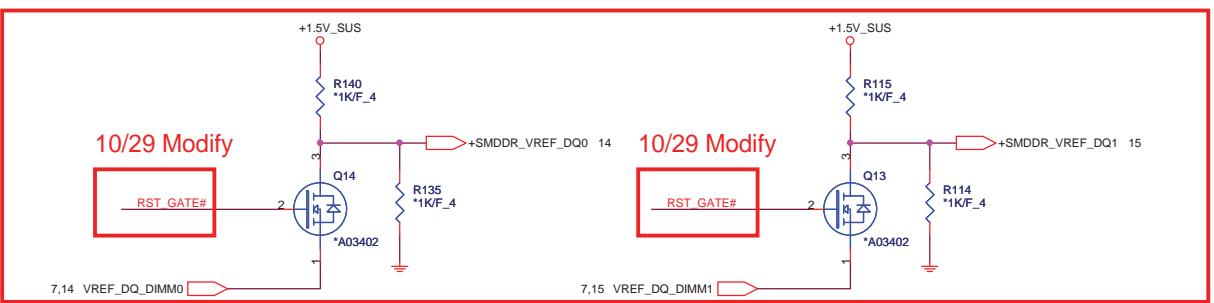 +1.5V_SUS
R140
*1K/F_4
10/29 Modify
+SMDDR_VREF_DQ0 14
3
Q14
RST_GATE#
2
R135
*1K/F_4
*A03402
1
7,14 VREF_DQ_DIMM0
+1.5V_SUS
R115
*1K/F_4
10/29 Modify
+SMDDR_VREF_DQ1 15
3
Q13
RST_GATE#
2
R114
*1K/F_4
*A03402
1
7,15 VREF_DQ_DIMM1